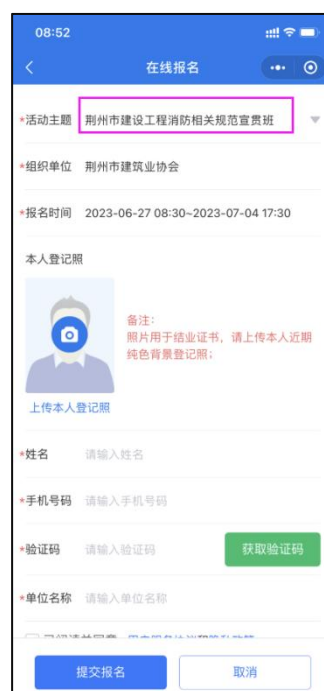 08:52
在线报名
*活动主题 荆州市建设工程消防相关规范宣贯班
*组织单位 荆州市建筑业协会
*报名时间 2023-06-27 08:30~2023-07-04 17:30
本人登记照
备注:
照片用于结业证书，请上传本人近期
纯色背景登记照;
上传本人登记照
*姓名 请输入姓名
*手机号码 请输入手机号码
*验证码 请输入验证码 获取验证码
*单位名称 请输入单位名称
提交报名 取消